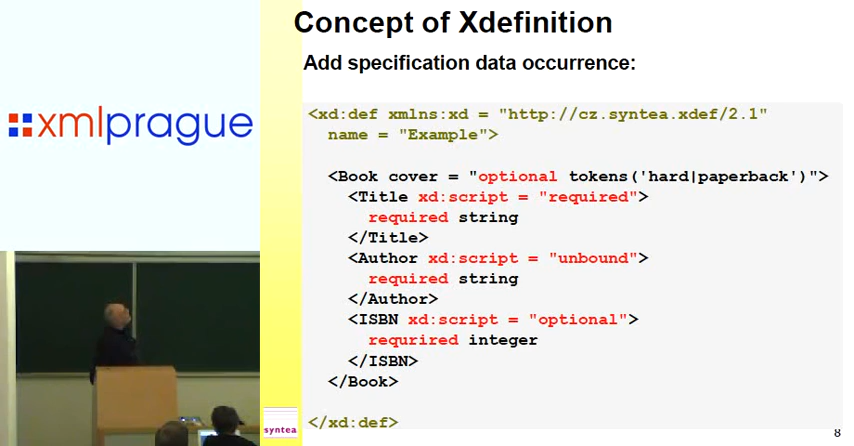 xmlprague
Concept of Xdefinition
Add specification data occurrence:
<xd:def xmlns:xd = "http://cz.syntea.xdef/2.1"
name = "Example">
<Book cover = "optional tokens('hard|paperback')">
<Title xd:script = "required">
required string
</Title>
<Author xd:script = "unbound">
required string
</Author>
<ISBN xd:script = "optional">
requrired integer
</ISBN>
</Book>
</xd:def>
syntea
8